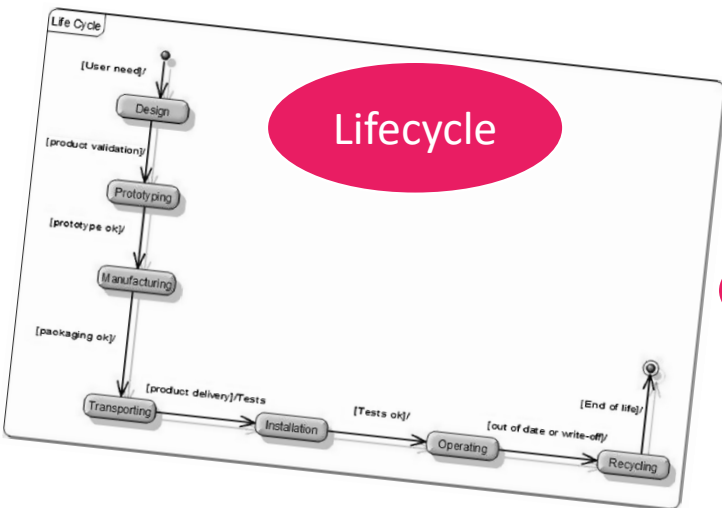 Life Cycle
[User need]/
Design
Lifecycle
[product validation]/
Prototyping
[prototype ok]/
Manufacturing
[packaging ok]/
Transporting
[product delivery]/Tests
Installation
[Tests ok]/
Operating
[out of date or write-off]/
Recycling
[End of life]/